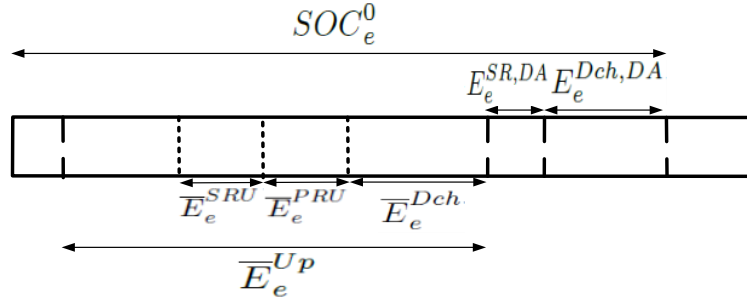 $SOC_e^0$
$E_e^{SR,DA}$ $E_e^{Dch,DA}$
$\overline{E}_e^{SRU}$ $\overline{E}_e^{PRU}$ $\overline{E}_e^{Dch}$
$\overline{E}_e^{Up}$